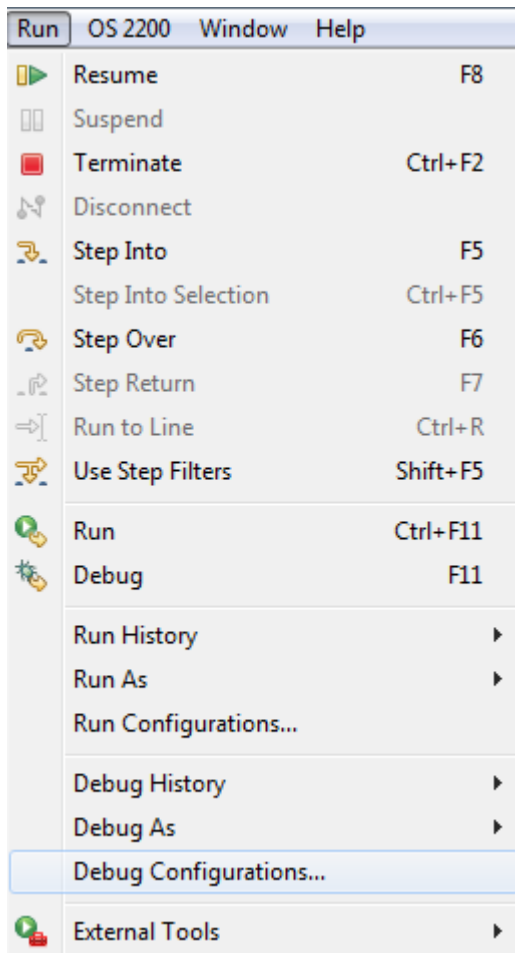 Run OS 2200 Window Help
Resume F8
Suspend
Terminate Ctrl+F2
Disconnect
Step Into F5
Step Into Selection Ctrl+F5
Step Over F6
Step Return F7
Run to Line Ctrl+R
Use Step Filters Shift+F5
Run Ctrl+F11
Debug F11
Run History
Run As
Run Configurations...
Debug History
Debug As
Debug Configurations...
External Tools